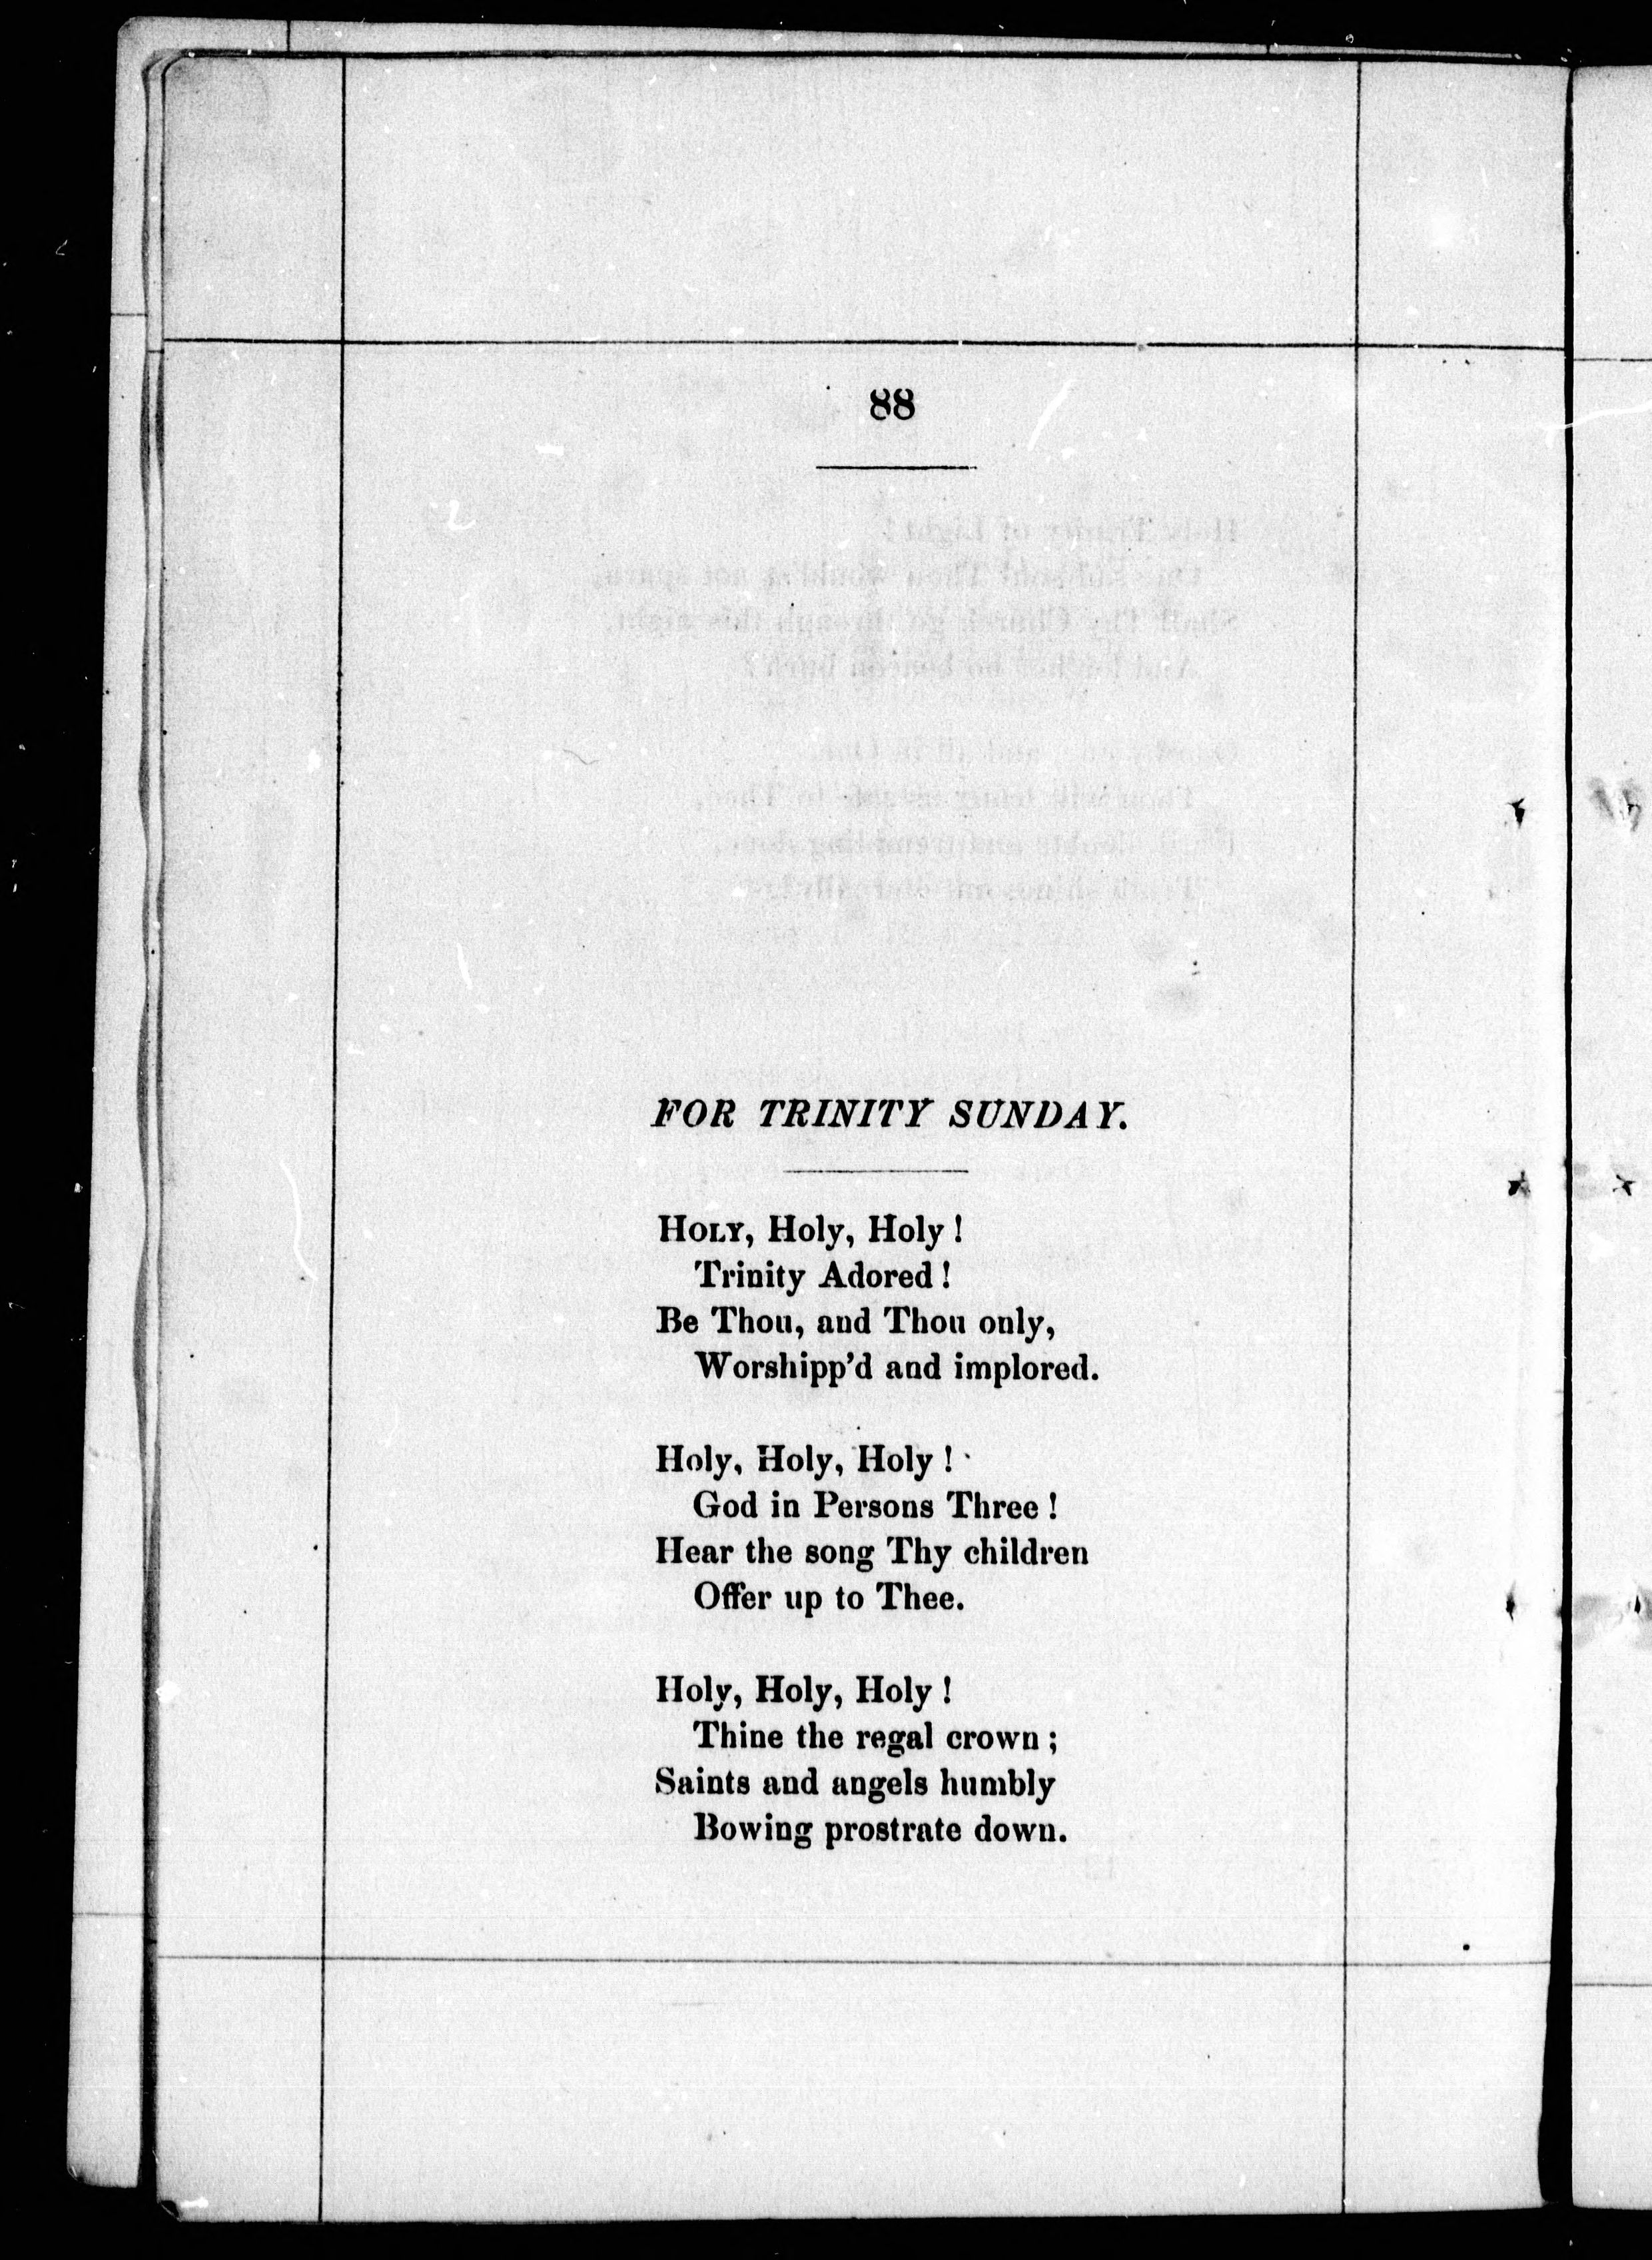 88
FOR TRINITY SUNDAY.
HOLY, Holy, Holy!
Trinity Adored!
Be Thou, and Thou only,
Worshipp'd and implored.
Holy, Holy, Holy!
God in Persons Three!
Hear the song Thy children
Offer up to Thee.
Holy, Holy, Holy!
Thine the regal crown;
Saints and angels humbly
Bowing prostrate down.